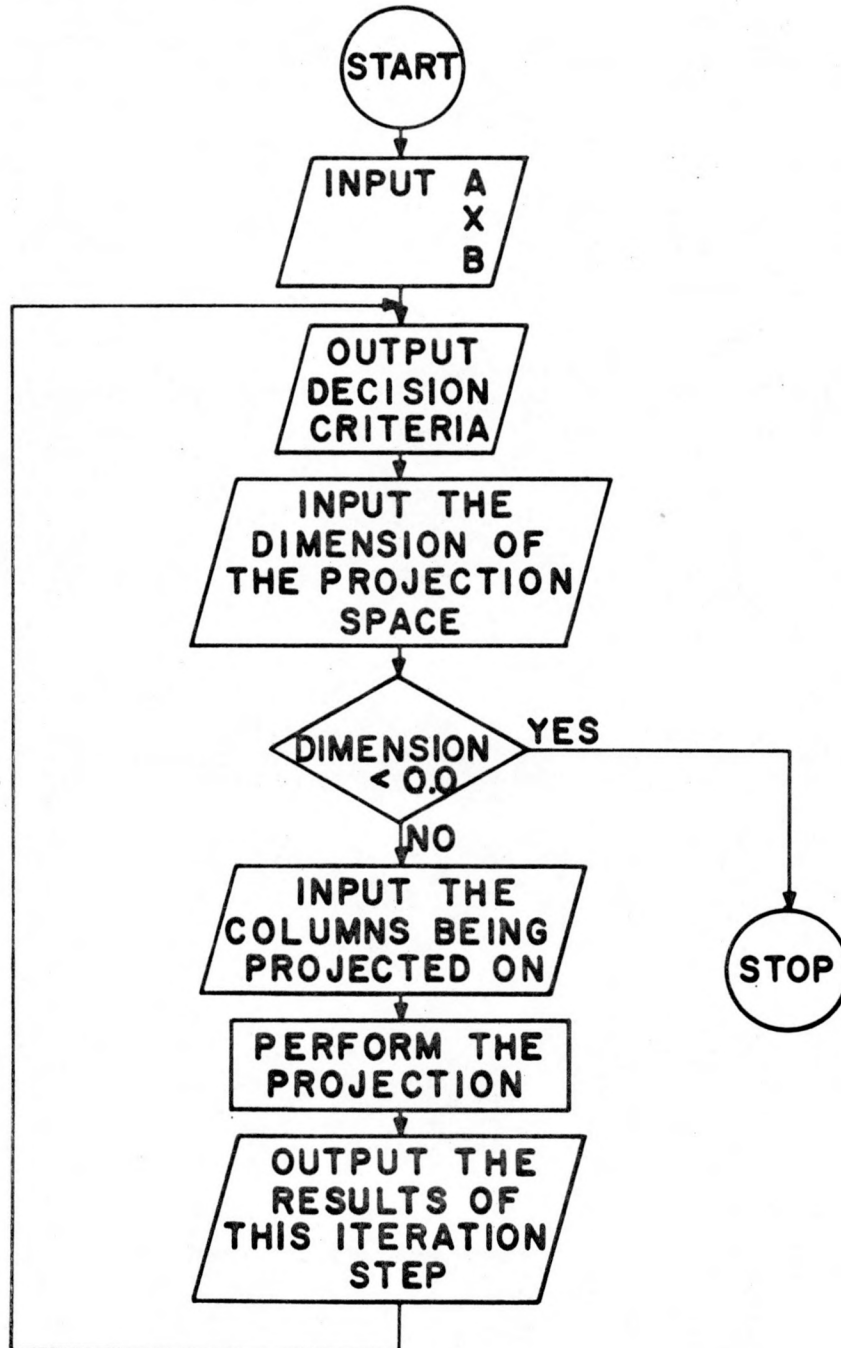 START
INPUT A
X
B
OUTPUT
DECISION
CRITERIA
INPUT THE
DIMENSION OF
THE PROJECTION
SPACE
DIMENSION
< 0.0
YES
NO
INPUT THE
COLUMNS BEING
PROJECTED ON
STOP
PERFORM THE
PROJECTION
OUTPUT THE
RESULTS OF
THIS ITERATION
STEP